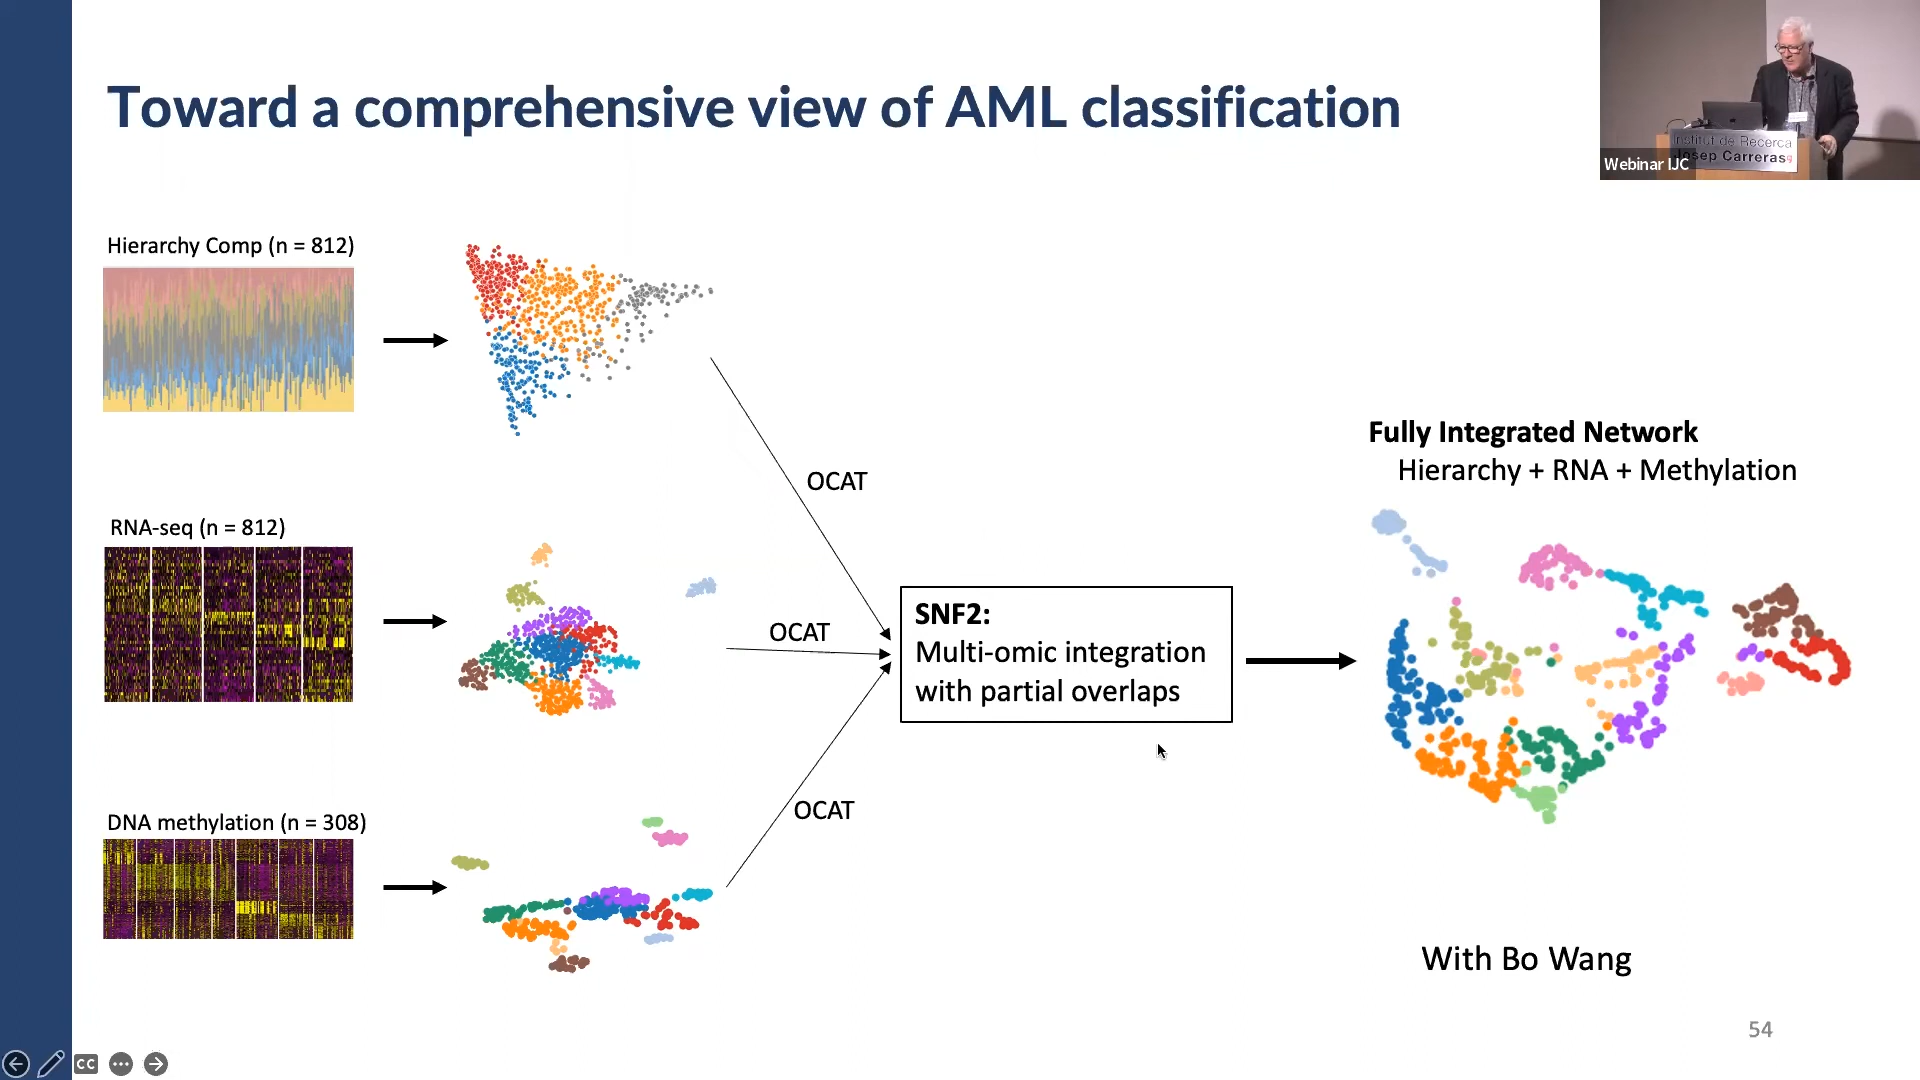 Toward a comprehensive view of AML classification
Institut de Recerca
Josep Carreras
Webinar IJC
Hierarchy Comp (n = 812)
OCAT
RNA-seq (n = 812)
OCAT
DNA methylation (n = 308)
OCAT
SNF2:
Multi-omic integration
with partial overlaps
Fully Integrated Network
Hierarchy + RNA + Methylation
With Bo Wang
54
CC